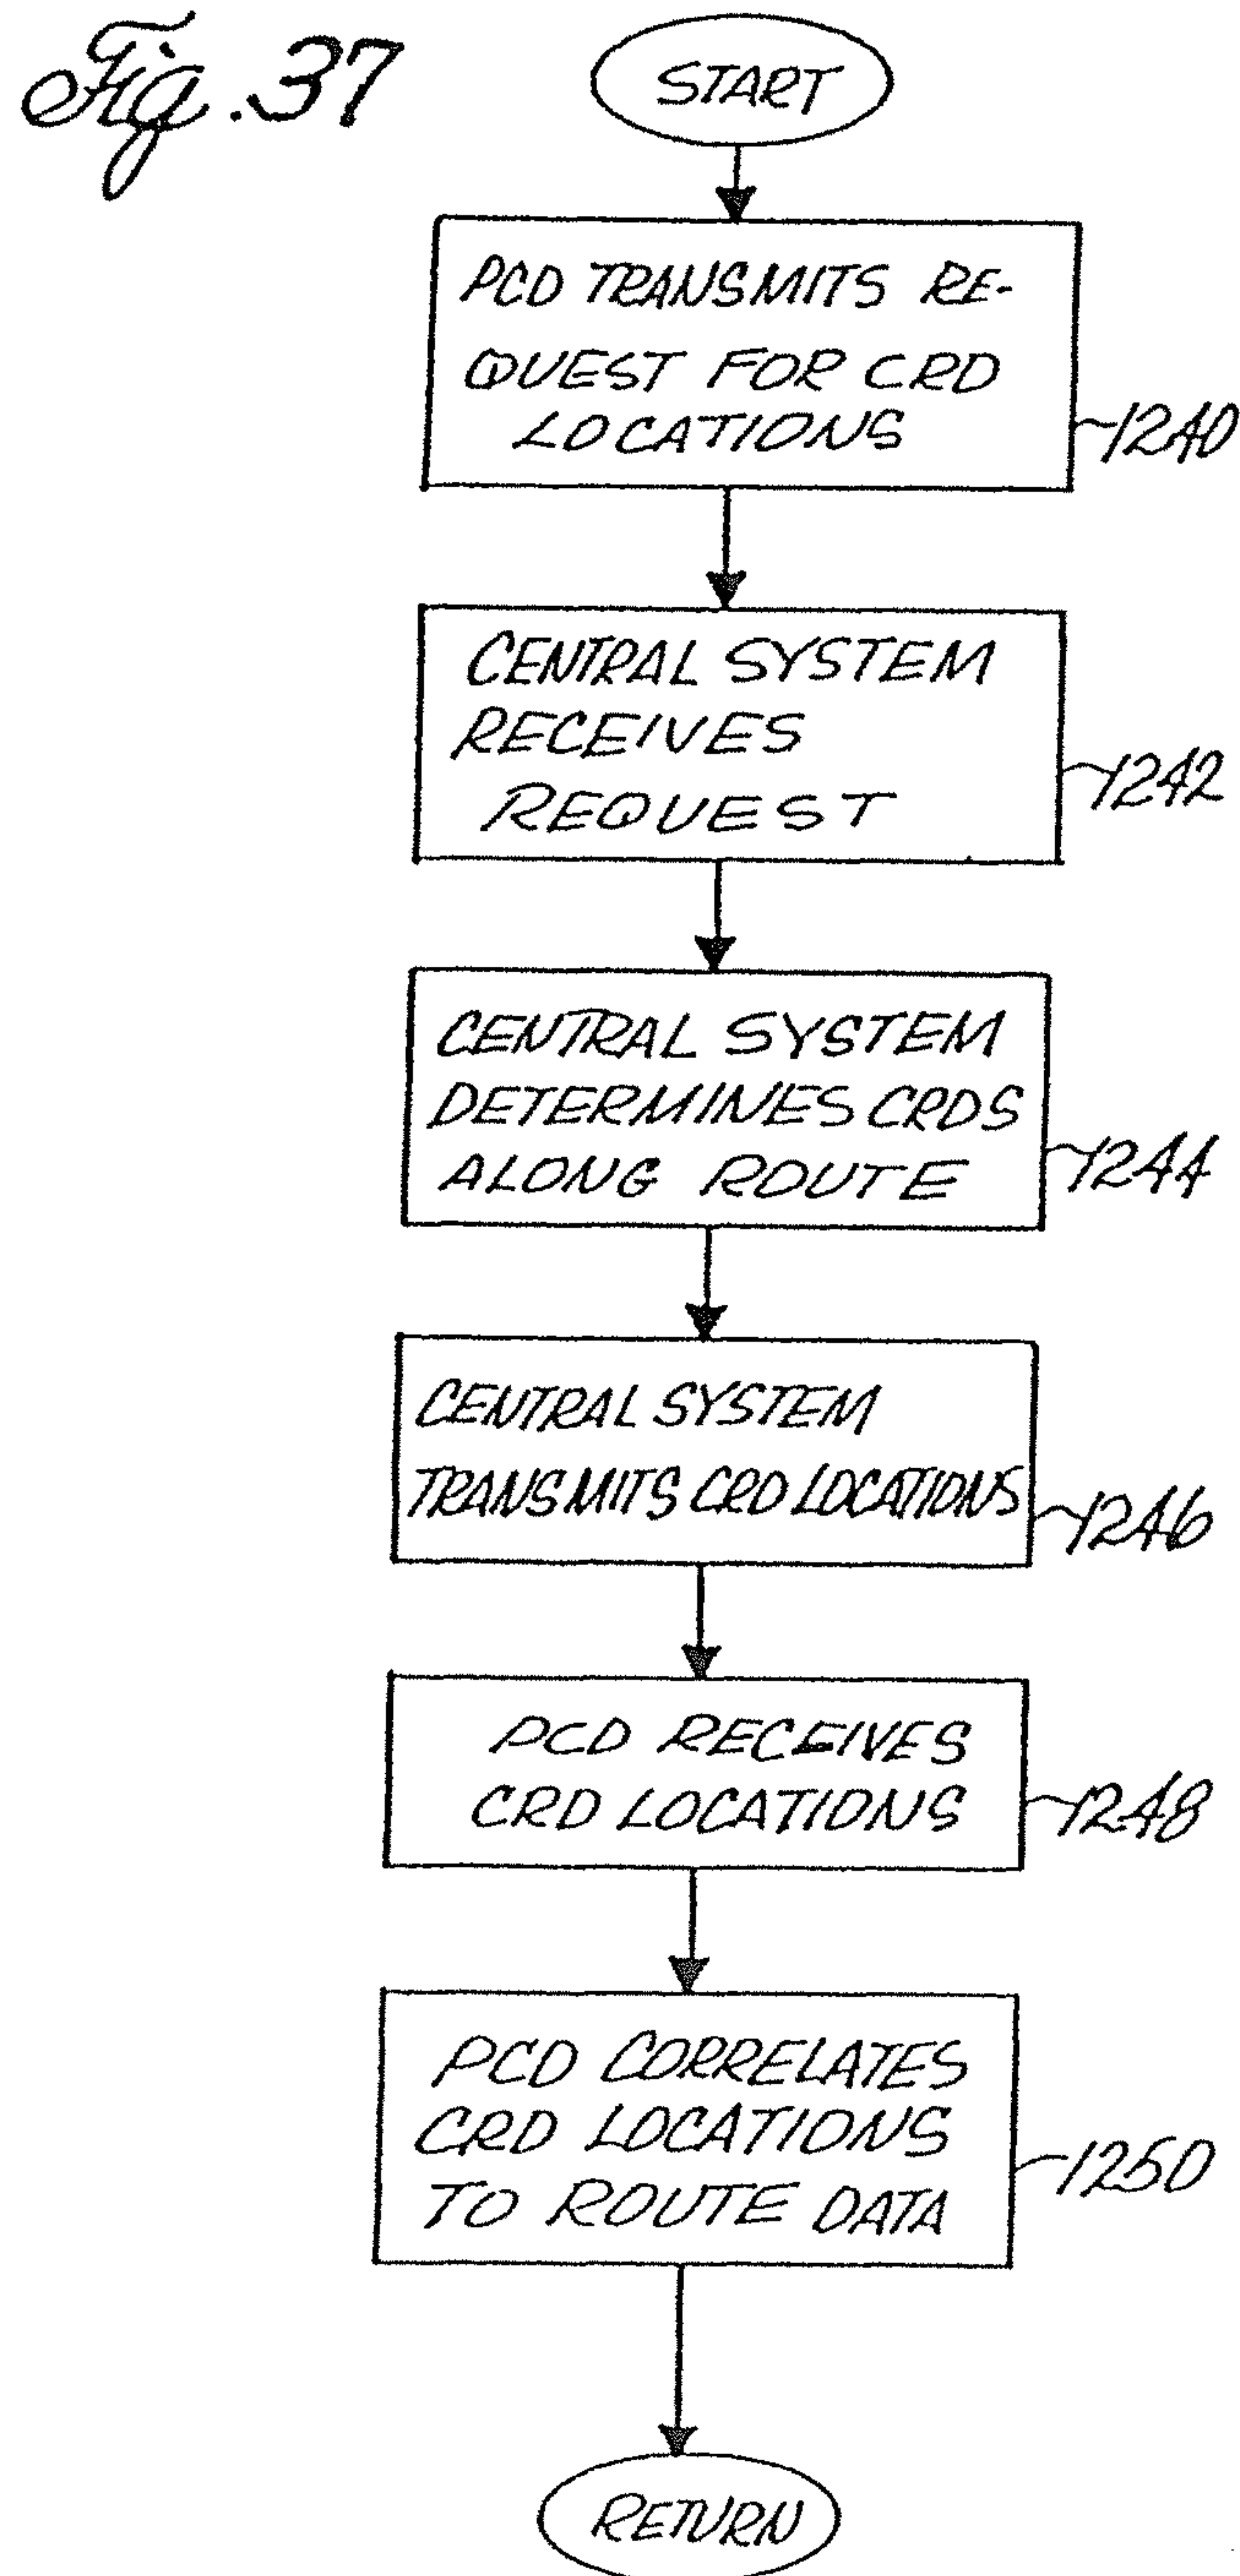 Fig. 37
START
PCD TRANSMITS RE-
QUEST FOR CRD
LOCATIONS
1240
CENTRAL SYSTEM
RECEIVES
REQUEST
1242
CENTRAL SYSTEM
DETERMINES CRDS
ALONG ROUTE
1244
CENTRAL SYSTEM
TRANSMITS CRD LOCATIONS
1246
PCD RECEIVES
CRD LOCATIONS
1248
PCD CORRELATES
CRD LOCATIONS
TO ROUTE DATA
1250
RETURN